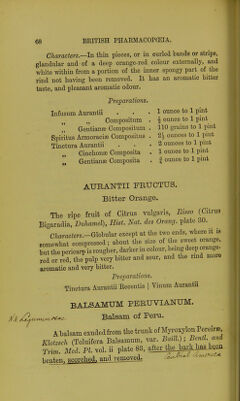 68 BRITISH PHARMACOPŒIA.
Characters.—In thin pieces, or in curled bands or strips,
glandular and of a deep orange-red colour externally, and
white within from a portion of the inner spongy part of the
rind not having been removed. It has an aromatic bitter
taste, and pleasant aromatic odour.
Preparations.
Infusum Aurantii . . . 1 ounce to 1 pint
„ „ Compositum . ½ ounce to 1 pint
„ Gentianæ Compositum . 110 grains to 1 pint
Spiritus Armoraciæ Compositus . 2½ ounces to 1 pint
Tinctura Aurantii . . . 2 ounces to 1 pint
„ Cinchonæ Composita . 1 ounce to 1 pint
„ Gentianæ Composita . ¾ ounce to 1 pint
AURANTII FRUCTUS.
Bitter Orange.
The ripe fruit of Citrus vulgaris, Risso (Citrus
Bigaradia, Duhamel), Hist. Nat. des Orang. plate 30.
Characters.—Globular except at the two ends, where it is
somewhat compressed; about the size of the sweet orange,
but the pericarp is rougher, darker in colour, being deep orange-
red or red, the pulp very bitter and sour, and the rind more
aromatic and very bitter.
Preparations.
Tinctura Aurantii Recentis | Vinum Aurantii
BALSAMUM PERUVIANUM.
Balsam of Peru.
N.O. Leguminosae
A balsam exuded from the trunk of Myroxylon Pereiræ,
Klotzsch (Toluifera Balsamum, var. Baill.); Bentl. and
Trim. Med. Pl. vol. ii plate 83, after the bark has been
beaten, scorched, and removed.
Central America